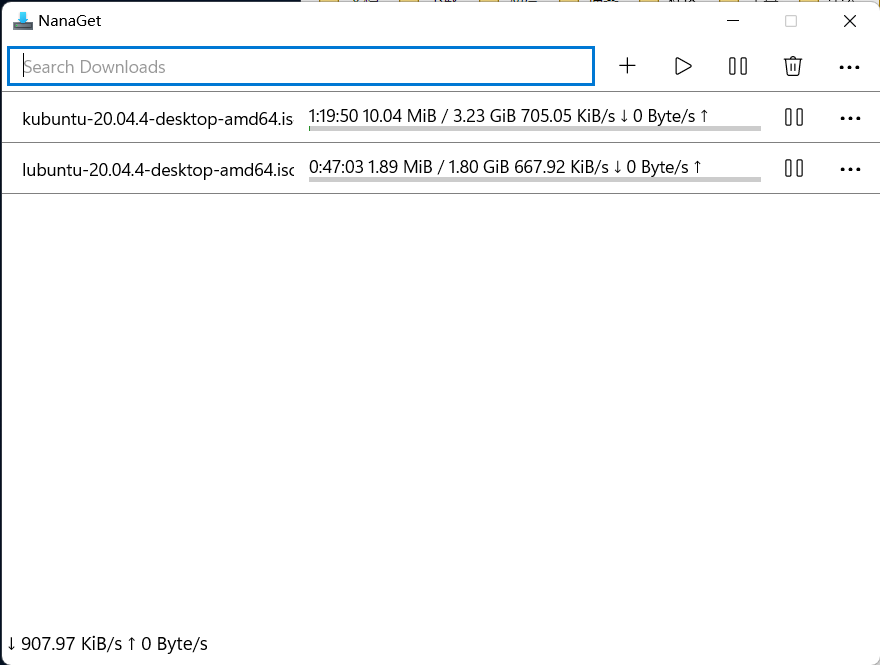 NanaGet
Search Downloads
kubuntu-20.04.4-desktop-amd64.is
1:19:50 10.04 MiB / 3.23 GiB 705.05 KiB/s ↓ 0 Byte/s ↑
lubuntu-20.04.4-desktop-amd64.iso
0:47:03 1.89 MiB / 1.80 GiB 667.92 KiB/s ↓ 0 Byte/s ↑
↓ 907.97 KiB/s ↑ 0 Byte/s